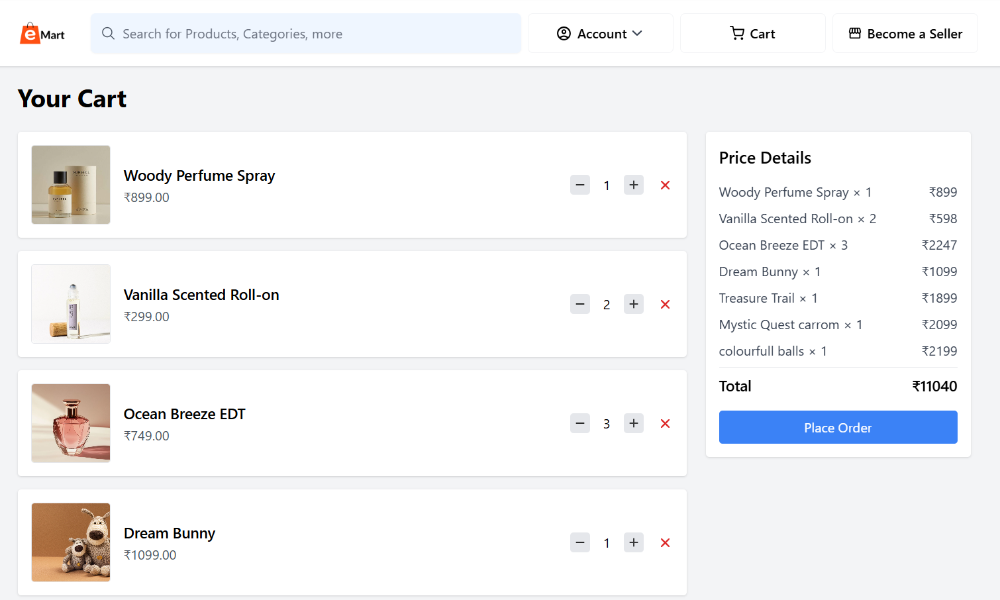 e Mart
Search for Products, Categories, more
Account
Cart
Become a Seller
Your Cart
Woody Perfume Spray
₹899.00
1
Vanilla Scented Roll-on
₹299.00
2
Ocean Breeze EDT
₹749.00
3
Dream Bunny
₹1099.00
1
Price Details
Woody Perfume Spray × 1 ₹899
Vanilla Scented Roll-on × 2 ₹598
Ocean Breeze EDT × 3 ₹2247
Dream Bunny × 1 ₹1099
Treasure Trail × 1 ₹1899
Mystic Quest carrom × 1 ₹2099
colourfull balls × 1 ₹2199
Total ₹11040
Place Order